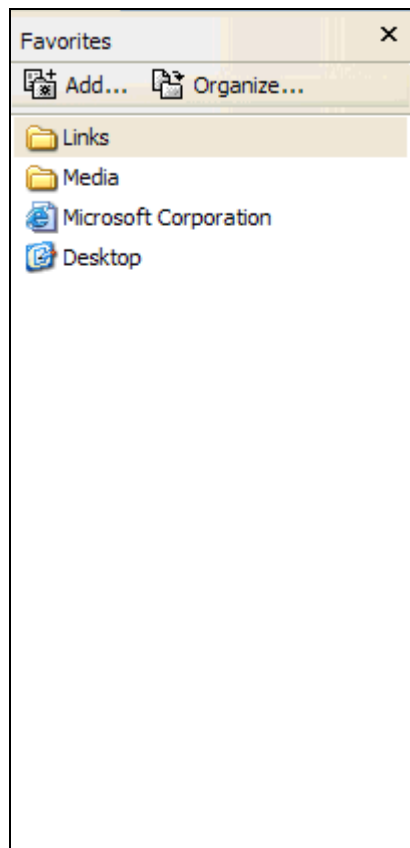 Favorites
Add... Organize...
Links
Media
Microsoft Corporation
Desktop